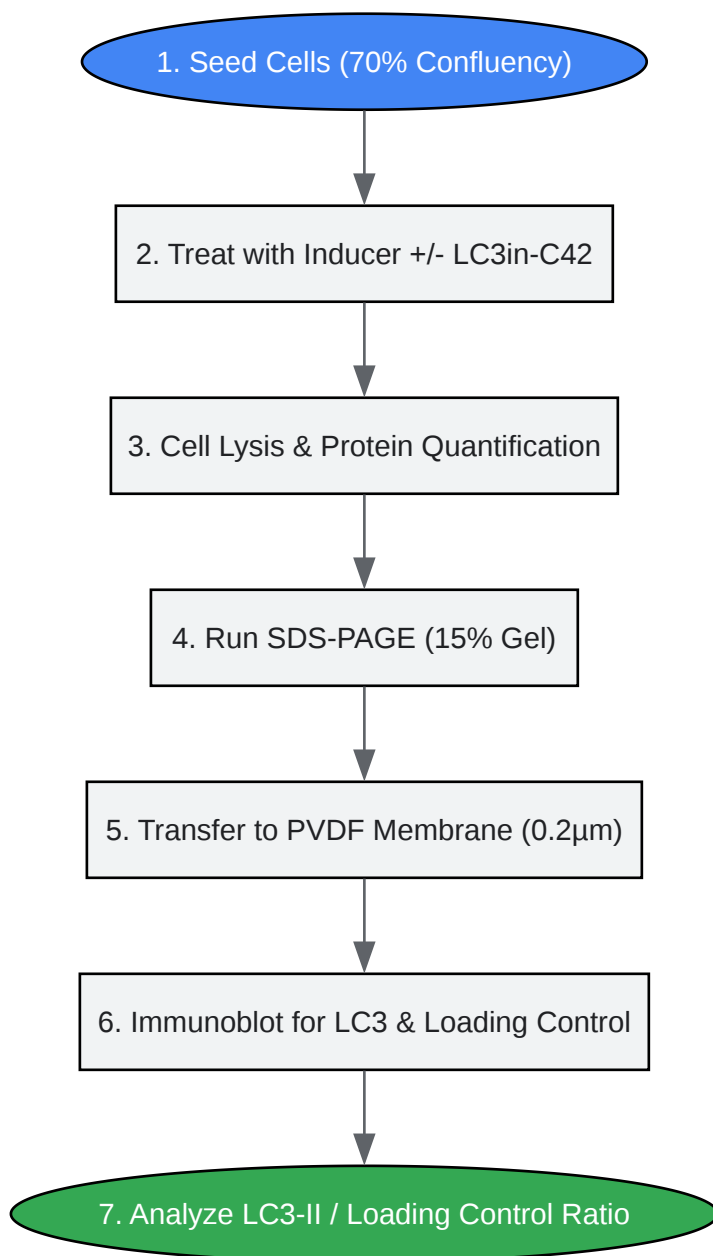 1. Seed Cells (70% Confluency)
2. Treat with Inducer +/- LC3in-C42
3. Cell Lysis & Protein Quantification
4. Run SDS-PAGE (15% Gel)
5. Transfer to PVDF Membrane (0.2µm)
6. Immunoblot for LC3 & Loading Control
7. Analyze LC3-II / Loading Control Ratio